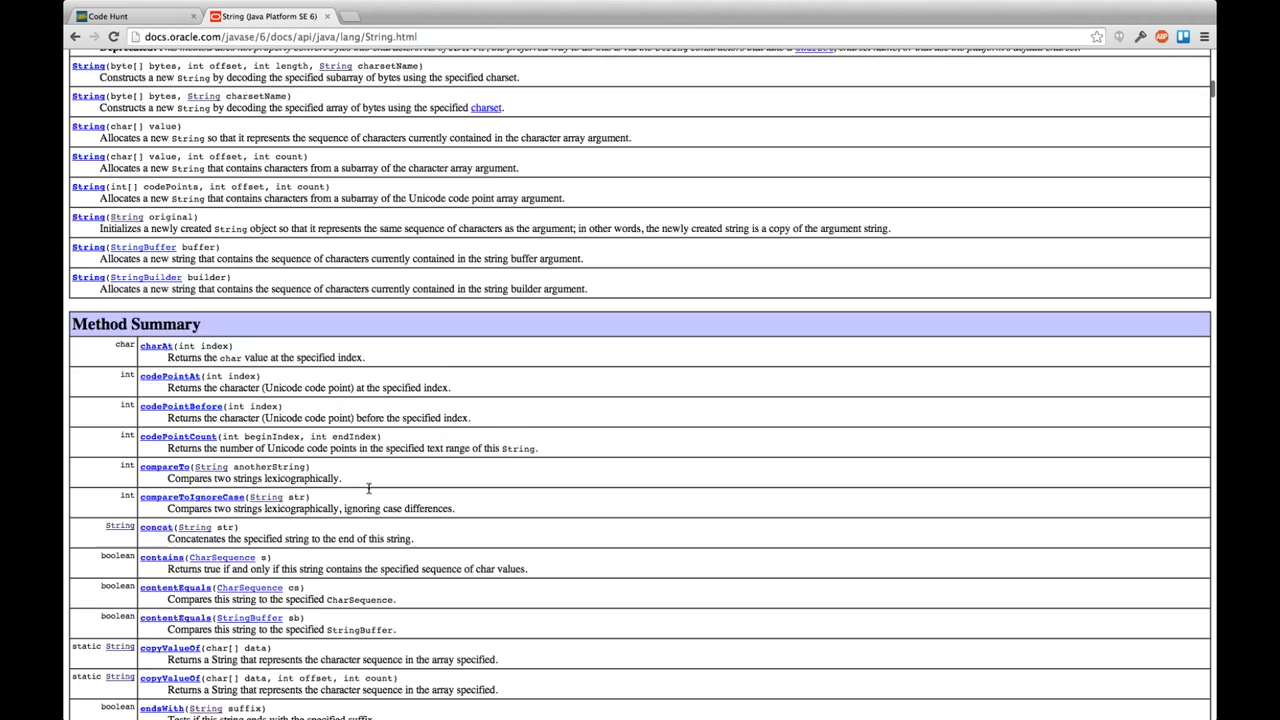 Code Hunt
String (Java Platform SE 6)
docs.oracle.com/javase/6/docs/api/java/lang/String.html
String(byte[] bytes, int offset, int length, String charsetName)
Constructs a new String by decoding the specified subarray of bytes using the specified charset.
String(byte[] bytes, String charsetName)
Constructs a new String by decoding the specified array of bytes using the specified charset.
String(char[] value)
Allocates a new String so that it represents the sequence of characters currently contained in the character array argument.
String(char[] value, int offset, int count)
Allocates a new String that contains characters from a subarray of the character array argument.
String(int[] codePoints, int offset, int count)
Allocates a new String that contains characters from a subarray of the Unicode code point array argument.
String(String original)
Initializes a newly created String object so that it represents the same sequence of characters as the argument; in other words, the newly created string is a copy of the argument string.
String(StringBuffer buffer)
Allocates a new string that contains the sequence of characters currently contained in the string buffer argument.
String(StringBuilder builder)
Allocates a new string that contains the sequence of characters currently contained in the string builder argument.
Method Summary
char charAt(int index)
Returns the char value at the specified index.
int codePointAt(int index)
Returns the character (Unicode code point) at the specified index.
int codePointBefore(int index)
Returns the character (Unicode code point) before the specified index.
int codePointCount(int beginIndex, int endIndex)
Returns the number of Unicode code points in the specified text range of this String.
int compareTo(String anotherString)
Compares two strings lexicographically.
int compareToIgnoreCase(String str)
Compares two strings lexicographically, ignoring case differences.
String concat(String str)
Concatenates the specified string to the end of this string.
boolean contains(CharSequence s)
Returns true if and only if this string contains the specified sequence of char values.
boolean contentEquals(CharSequence cs)
Compares this string to the specified CharSequence.
boolean contentEquals(StringBuffer sb)
Compares this string to the specified StringBuffer.
static String copyValueOf(char[] data)
Returns a String that represents the character sequence in the array specified.
static String copyValueOf(char[] data, int offset, int count)
Returns a String that represents the character sequence in the array specified.
boolean endsWith(String suffix)
Tests if this string ends with the specified suffix.